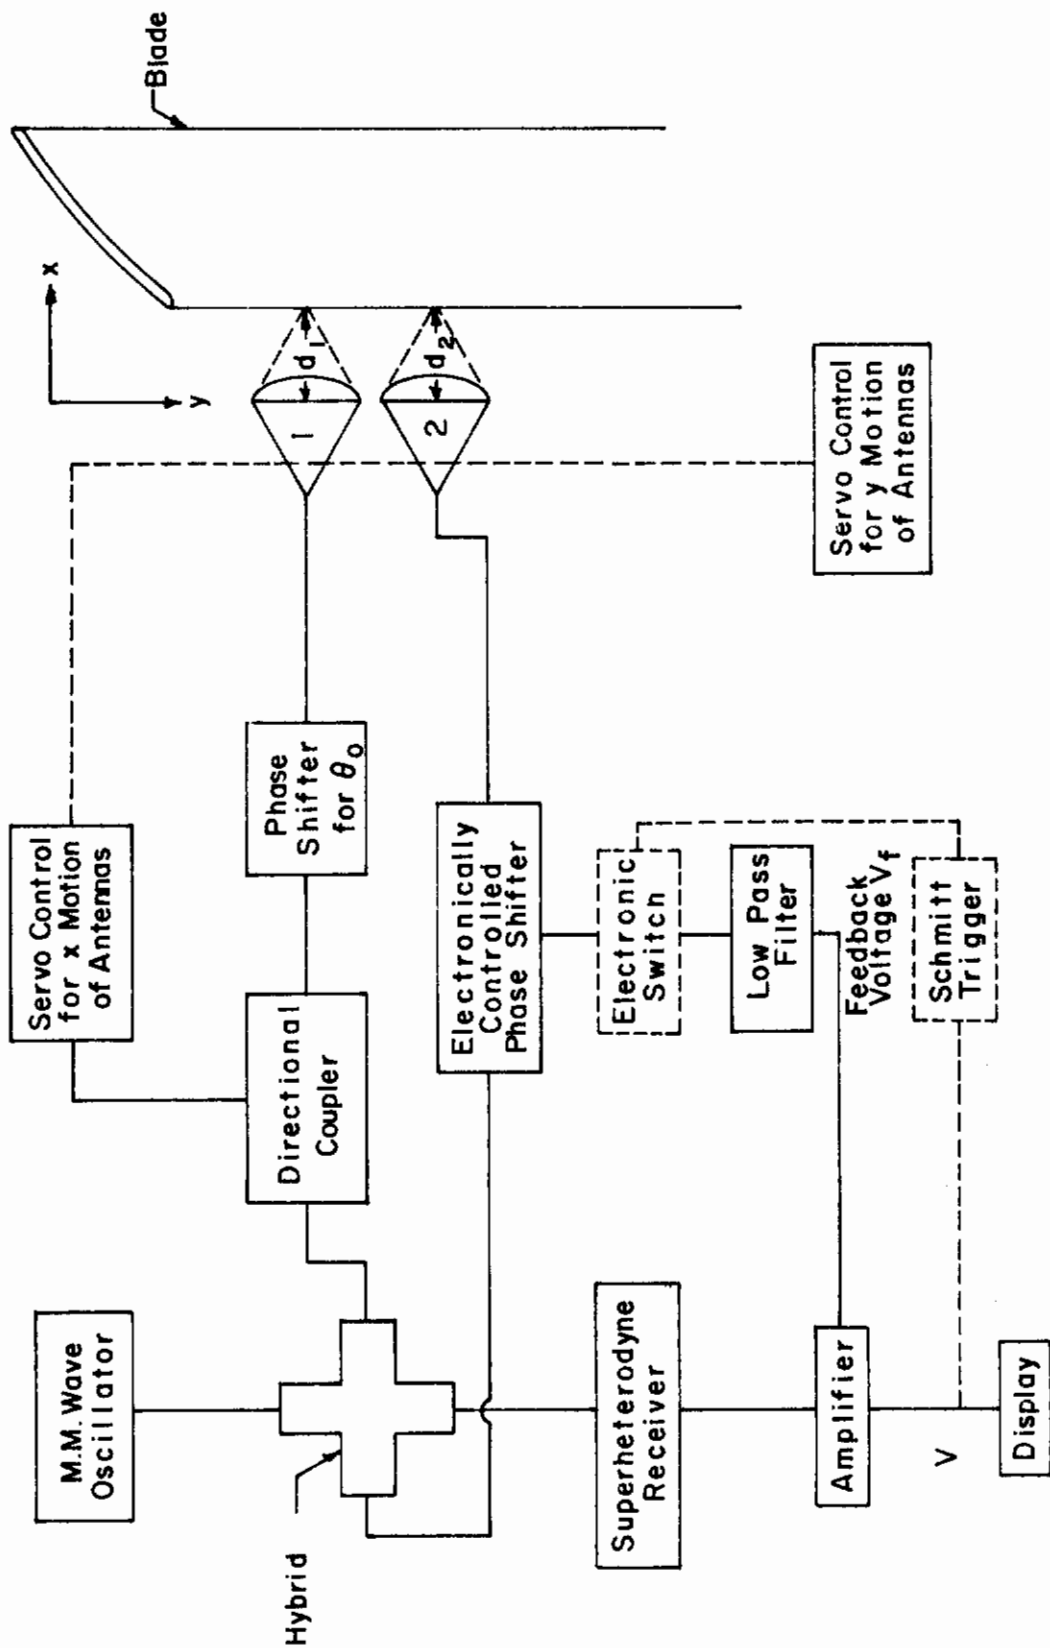 Blade
x
y
d1
1
d2
2
Servo Control
for x Motion
of Antennas
Servo Control
for y Motion
of Antennas
Phase
Shifter
for θo
Directional
Coupler
Electronically
Controlled
Phase Shifter
M.M. Wave
Oscillator
Hybrid
Electronic
Switch
Low Pass
Filter
Feedback
Voltage Vf
Schmitt
Trigger
Superheterodyne
Receiver
Amplifier
V
Display